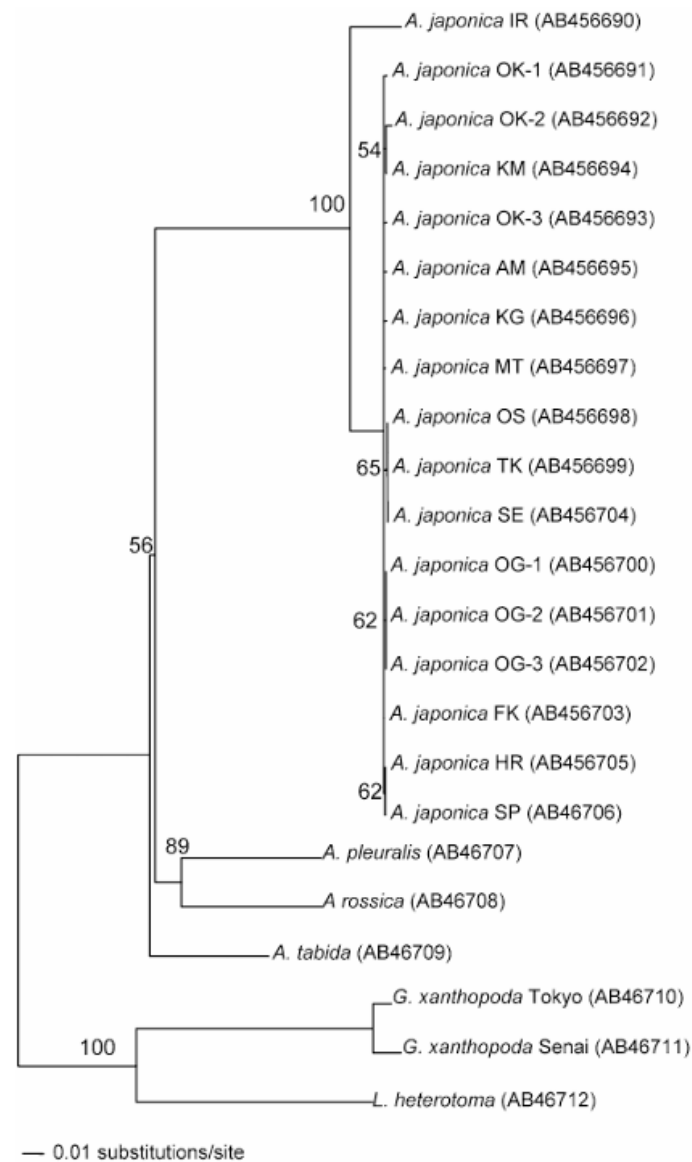 A. japonica IR (AB456690)
A. japonica OK-1 (AB456691)
A. japonica OK-2 (AB456692)
54
A. japonica KM (AB456694)
100
A. japonica OK-3 (AB456693)
A. japonica AM (AB456695)
A. japonica KG (AB456696)
A. japonica MT (AB456697)
A. japonica OS (AB456698)
65
A. japonica TK (AB456699)
A. japonica SE (AB456704)
56
A. japonica OG-1 (AB456700)
62
A. japonica OG-2 (AB456701)
A. japonica OG-3 (AB456702)
A. japonica FK (AB456703)
A. japonica HR (AB456705)
62
A. japonica SP (AB46706)
89
A. pleuralis (AB46707)
A rossica (AB46708)
A. tabida (AB46709)
G. xanthopoda Tokyo (AB46710)
100
G. xanthopoda Senai (AB46711)
L. heterotoma (AB46712)
0.01 substitutions/site